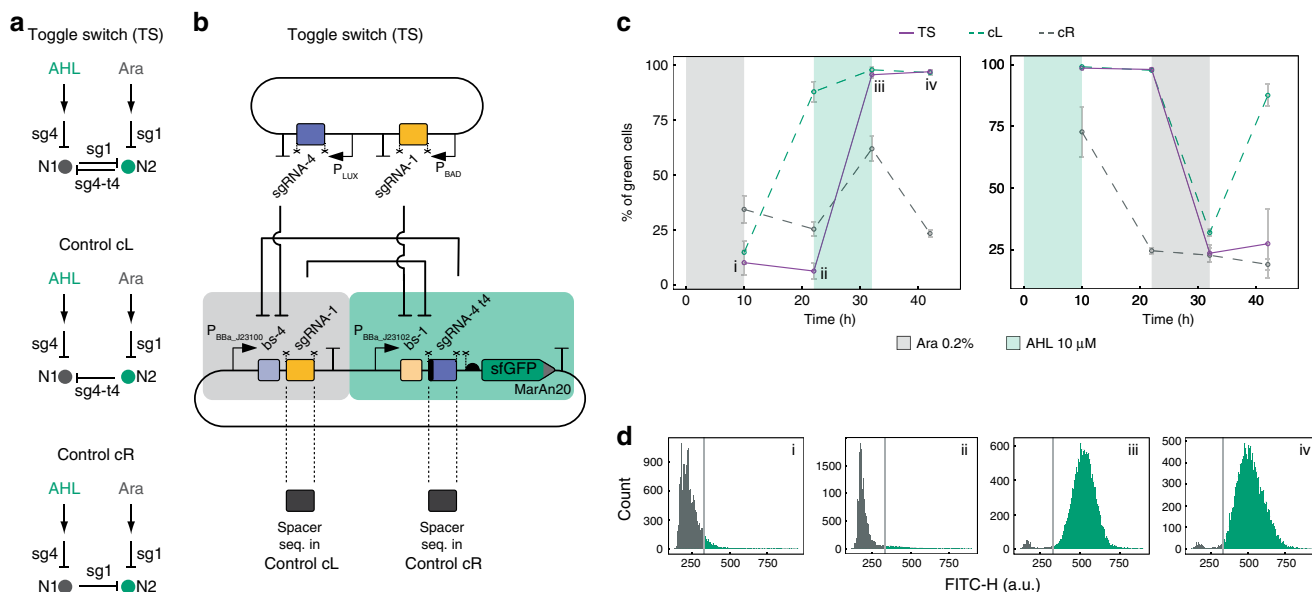 a
Toggle switch (TS)
AHL Ara
sg4 sg1
sg1
N1 N2
sg4-t4
Control cL
AHL Ara
sg4 sg1
N1 N2
sg4-t4
Control cR
AHL Ara
sg4 sg1
sg1
N1 N2
b
Toggle switch (TS)
sgRNA-4
PLUX
sgRNA-1
PBAD
PBBa_J23100
bs-4
sgRNA-1
PBBa_J23102
bs-1
sgRNA-4 t4
sfGFP
MarAn20
Spacer
seq. in
Control cL
Spacer
seq. in
Control cR
c
TS cL cR
% of green cells
100
75
50
25
0
i
ii
iii
iv
0 10 20 30 40
Time (h)
100
75
50
25
0 10 20 30 40
Time (h)
Ara 0.2% AHL 10 μM
d
Count
900
600
300
0
i
250 500 750
1500
1000
500
0
ii
250 500 750
600
400
200
0
iii
250 500 750
500
400
300
200
100
0
iv
250 500 750
FITC-H (a.u.)